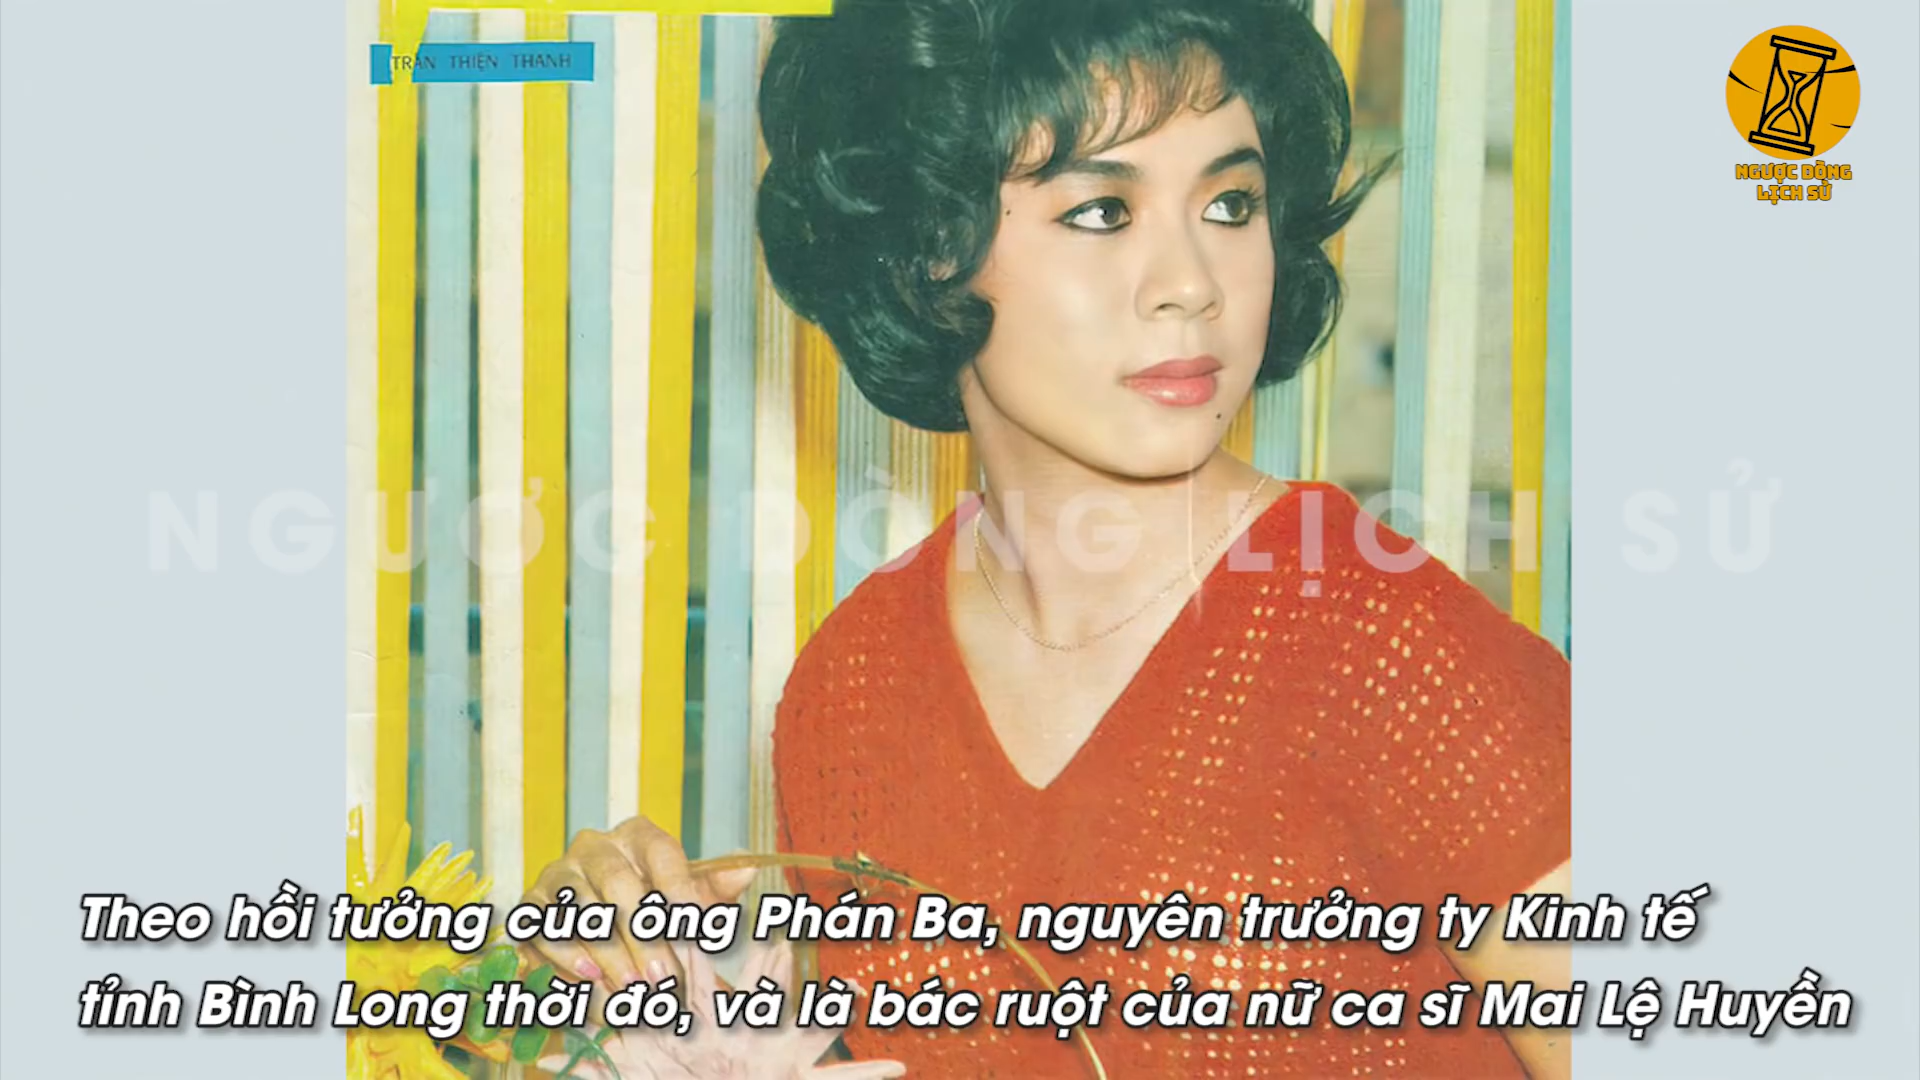 TRẦN THIỆN THANH
NGƯỢC DÒNG
LỊCH SỬ
NGƯỢC DÒNG LỊCH SỬ
Theo hồi tưởng của ông Phán Ba, nguyên trưởng ty Kinh tế
tỉnh Bình Long thời đó, và là bác ruột của nữ ca sĩ Mai Lệ Huyền